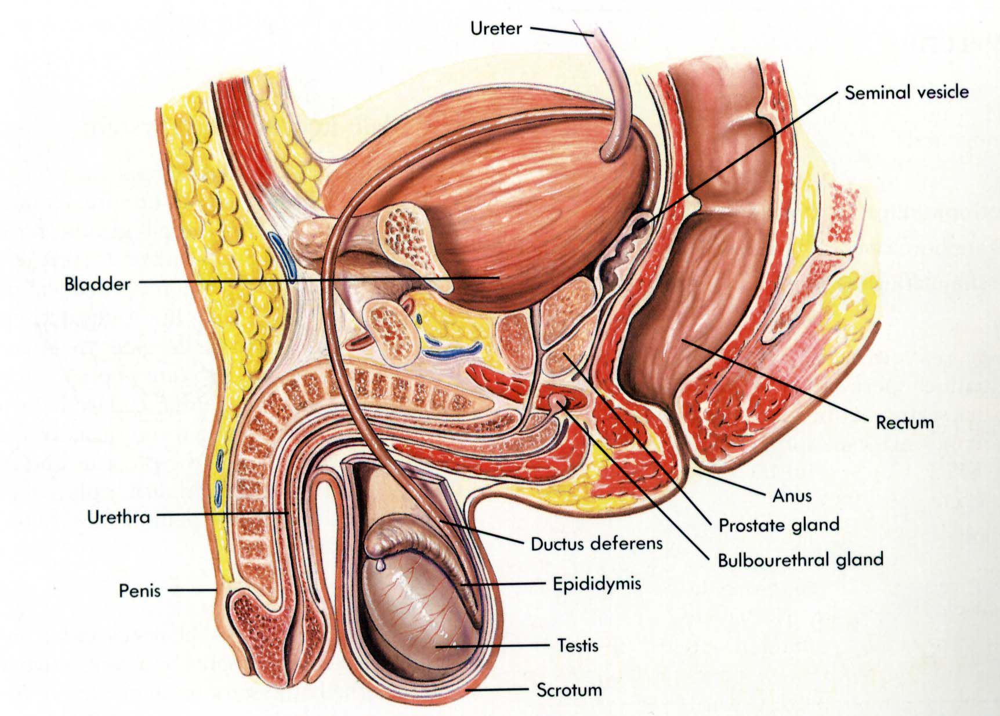 Ureter
Seminal vesicle
Bladder
Rectum
Anus
Urethra
Prostate gland
Ductus deferens
Bulbourethral gland
Epididymis
Penis
Testis
Scrotum